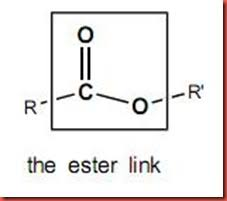 O
R C O R'
the ester link